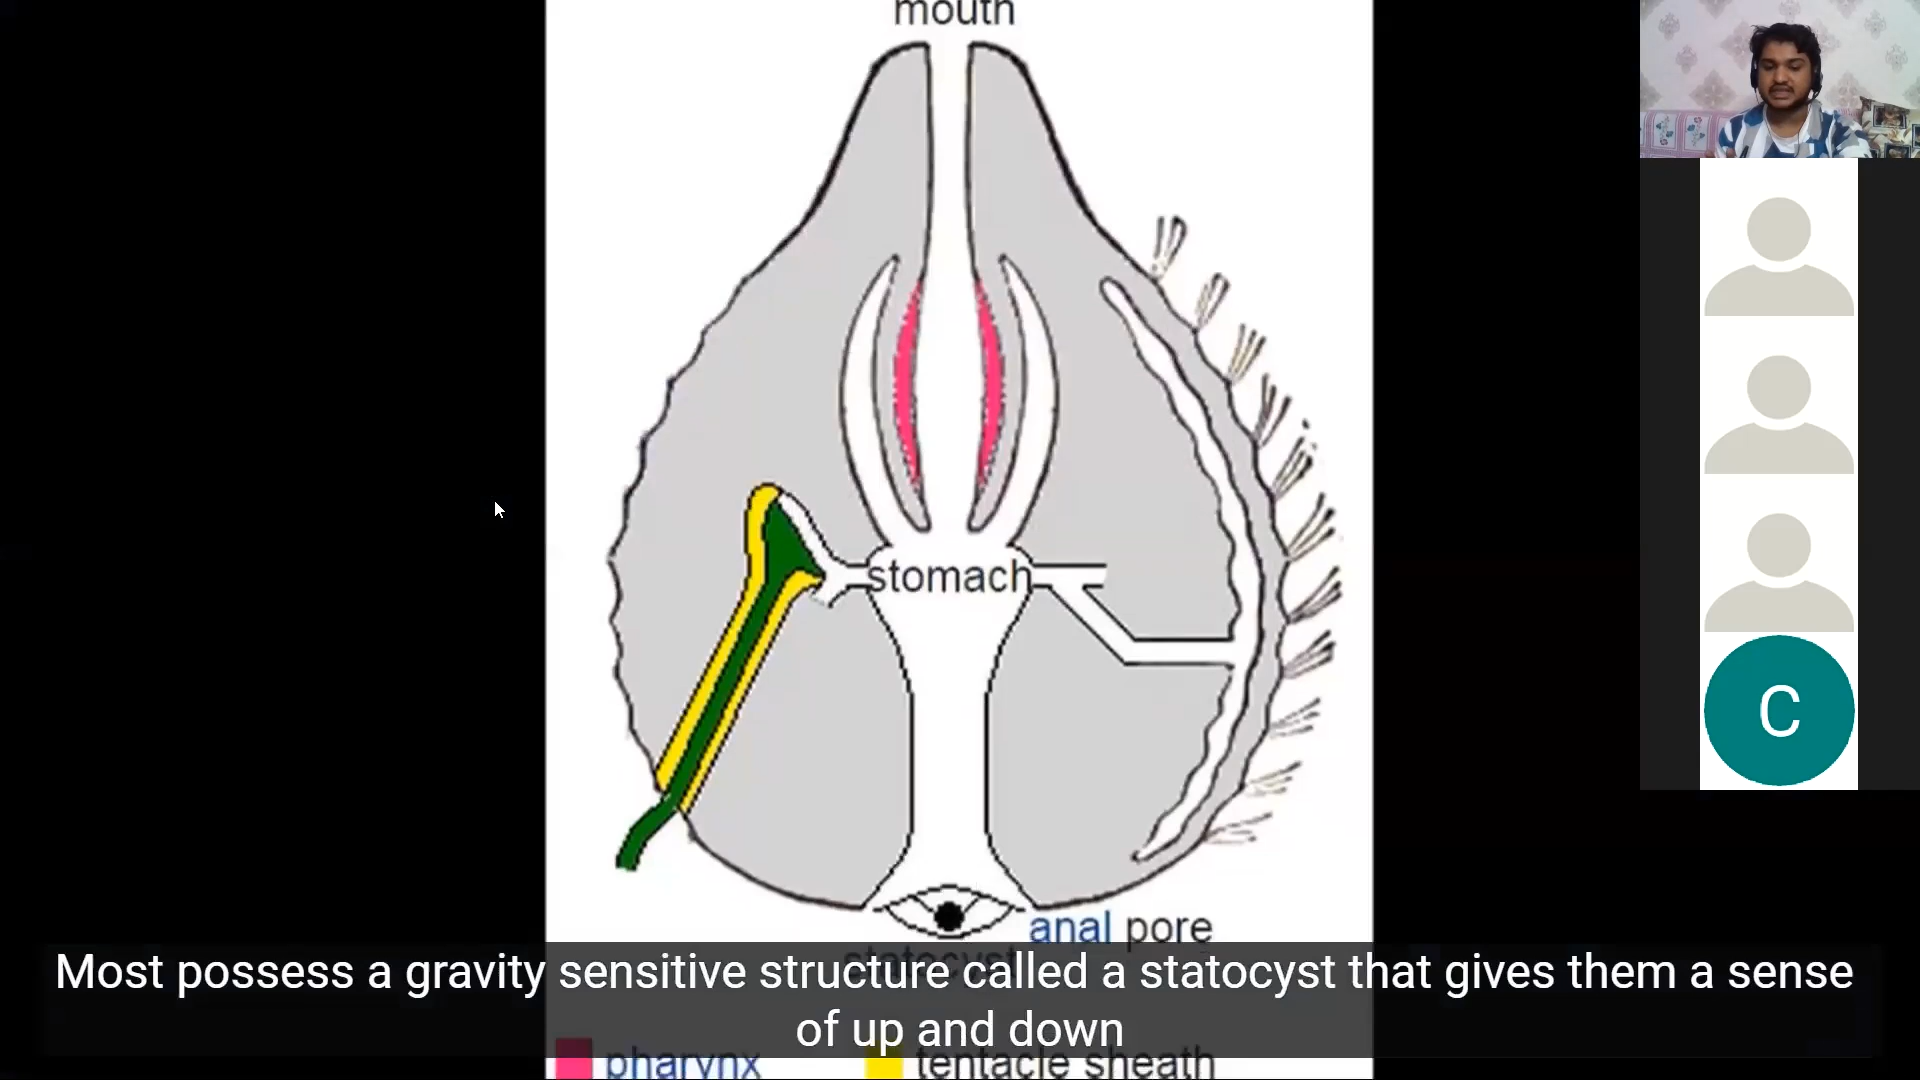 mouth
stomach
anal pore
statocyst
Most possess a gravity sensitive structure called a statocyst that gives them a sense
of up and down
pharynx
tentacle sheath
C